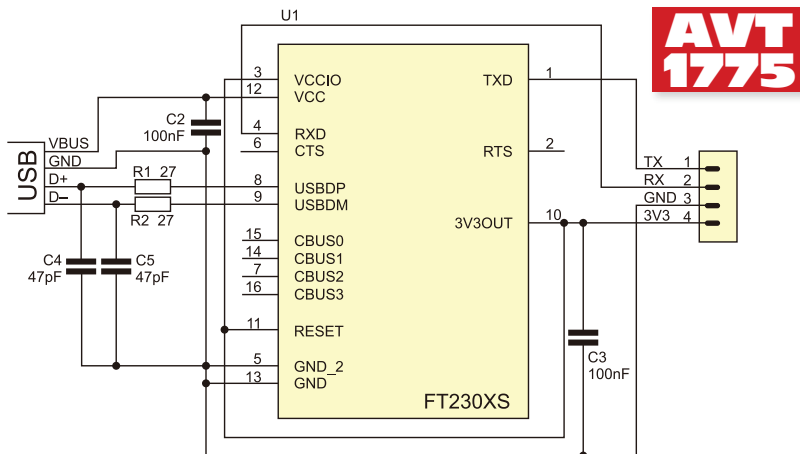 U1
AVT
1775
3 VCCIO
12 VCC
4 RXD
6 CTS
8 USBDP
9 USBDM
15 CBUS0
14 CBUS1
7 CBUS2
16 CBUS3
11 RESET
5 GND_2
13 GND
TXD 1
RTS 2
3V3OUT 10
FT230XS
USB
VBUS
GND
D+
D–
C2
100nF
R1 27
R2 27
C4
47pF
C5
47pF
C3
100nF
TX 1
RX 2
GND 3
3V3 4